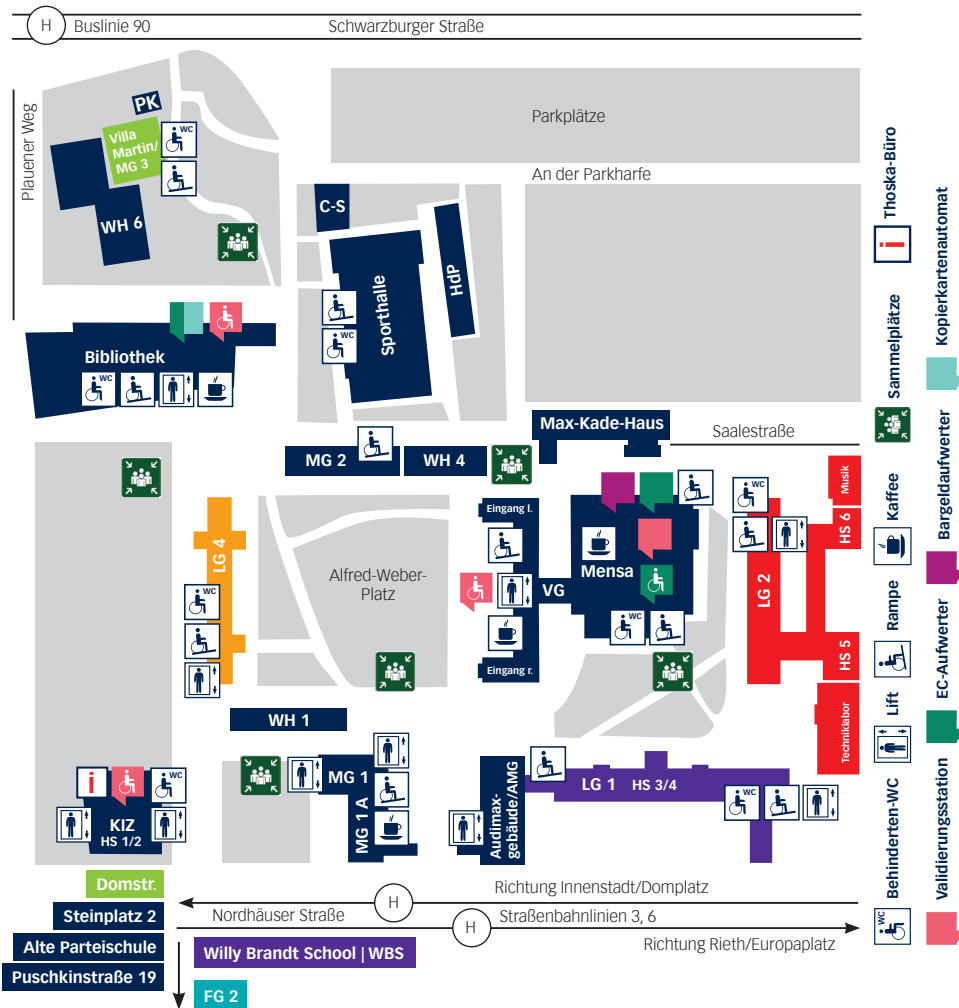 H Buslinie 90
Schwarzburger Straße
Plauener Weg
PK
Villa
Martin/
MG 3
WC
WH 6
Parkplätze
An der Parkharfe
C-S
Sporthalle
WC
HdP
Bibliothek
WC
Max-Kade-Haus
Saalestraße
MG 2
WH 4
Musik
HS 6
LG 2
HS 5
Techniklabor
WC
Eingang l.
VG
Eingang r.
Mensa
WC
LG 4
WC
Alfred-Weber-
Platz
WH 1
MG 1
MG 1 A
Audimax-
gebäude/AMG
LG 1 HS 3/4
WC
i
WC
KIZ
HS 1/2
Domstr.
Steinplatz 2
Alte Parteischule
Puschkinstraße 19
Richtung Innenstadt/Domplatz
H
Nordhäuser Straße
H
Straßenbahnlinien 3, 6
Richtung Rieth/Europaplatz
Willy Brandt School | WBS
FG 2
WC Behinderten-WC
Lift
Rampe
Kaffee
Sammelplätze
i Thoska-Büro
Validierungsstation
EC-Aufwerter
Bargeldaufwerter
Kopierkartenautomat